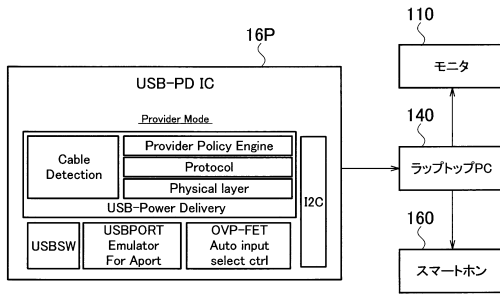 16P
USB-PD IC
Provider Mode
Cable
Detection
Provider Policy Engine
Protocol
Physical layer
USB-Power Delivery
I2C
USBSW
USBPORT
Emulator
For Aport
OVP-FET
Auto input
select ctrl
110
モニタ
140
ラップトップPC
160
スマートホン